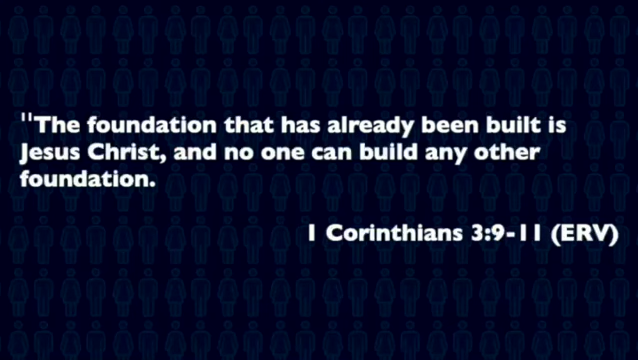 "The foundation that has already been built is
Jesus Christ, and no one can build any other
foundation.
1 Corinthians 3:9-11 (ERV)